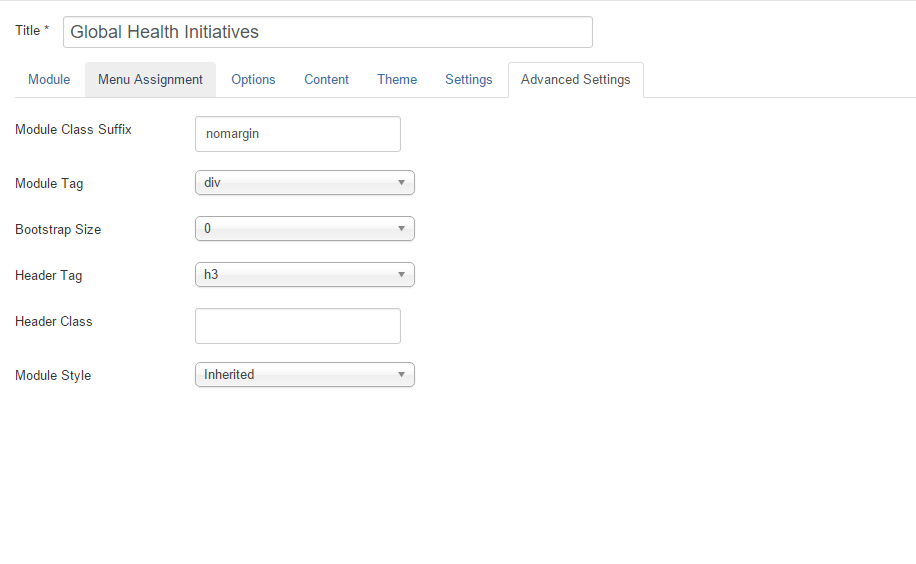 Title * Global Health Initiatives
Module Menu Assignment Options Content Theme Settings Advanced Settings
Module Class Suffix nomargin
Module Tag div
Bootstrap Size 0
Header Tag h3
Header Class
Module Style Inherited